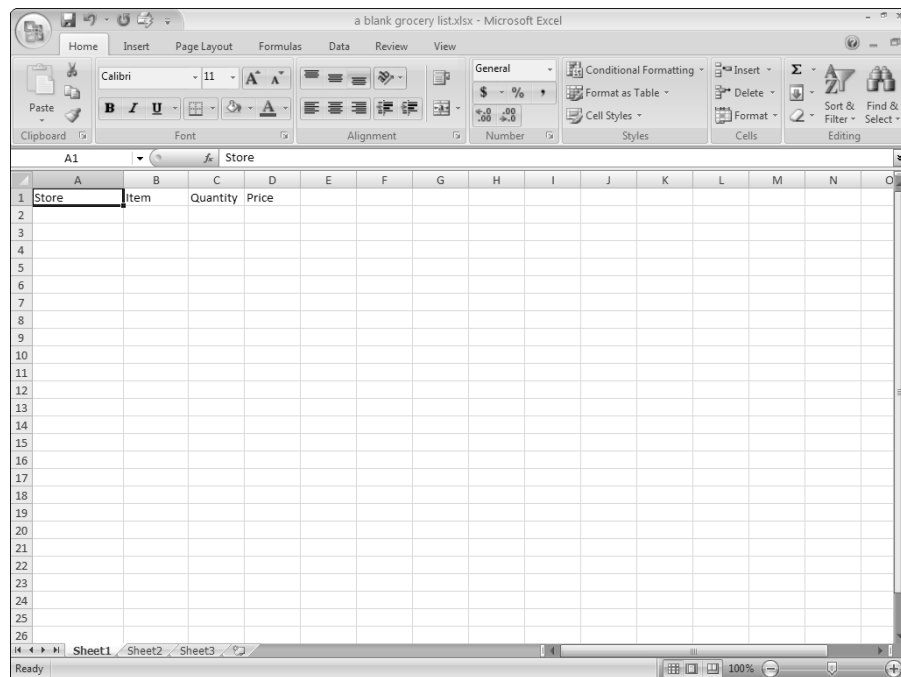 a blank grocery list.xlsx - Microsoft Excel
Home Insert Page Layout Formulas Data Review View
Paste
Clipboard
Calibri 11
B I U A
Font
Alignment
General
$ % ,
Number
Conditional Formatting
Format as Table
Cell Styles
Styles
Insert
Delete
Format
Cells
Σ
Sort & Filter
Find & Select
Editing
A1 fx Store
A B C D E F G H I J K L M N O
1 Store Item Quantity Price
2
3
4
5
6
7
8
9
10
11
12
13
14
15
16
17
18
19
20
21
22
23
24
25
26
Sheet1 Sheet2 Sheet3
Ready 100%